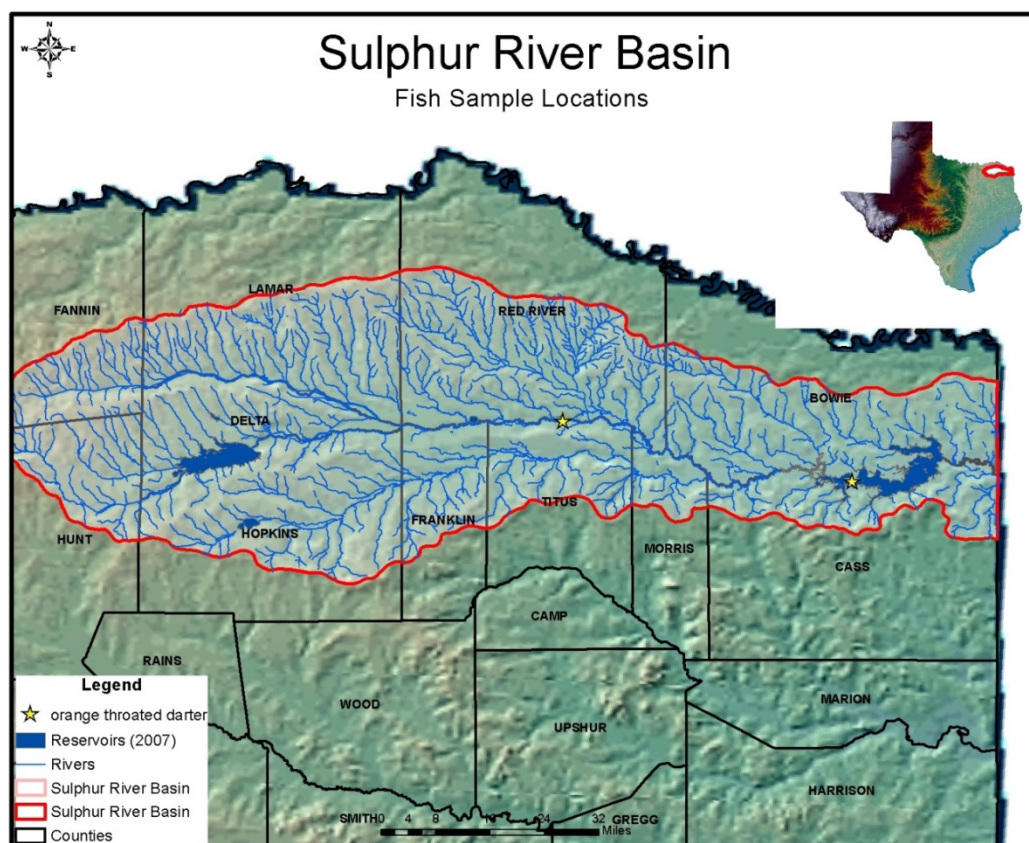 N
W E
S
Sulphur River Basin
Fish Sample Locations
LAMAR
FANNIN
RED RIVER
BOWIE
DELTA
TITUS
FRANKLIN
HOPKINS
HUNT
MORRIS
CASS
CAMP
RAINS
MARION
WOOD
UPSHUR
HARRISON
Legend
orange throated darter
Reservoirs (2007)
Rivers
Sulphur River Basin
Sulphur River Basin
Counties
SMITH
GREGG
0 4 8 16 24 32
Miles